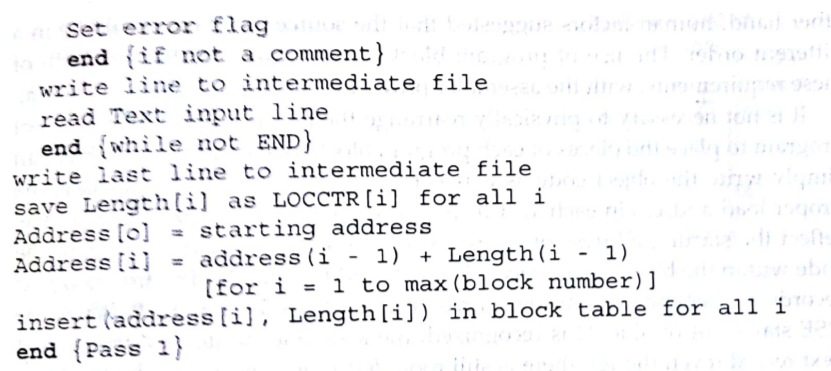 Set error flag
end {if not a comment}
write line to intermediate file
read Text input line
end {while not END}
write last line to intermediate file
save Length[i] as LOCCTR[i] for all i
Address[o] = starting address
Address[i] = address(i - 1) + Length(i - 1)
[for i = 1 to max(block number)]
insert(address[i], Length[i]) in block table for all i
end {Pass 1}